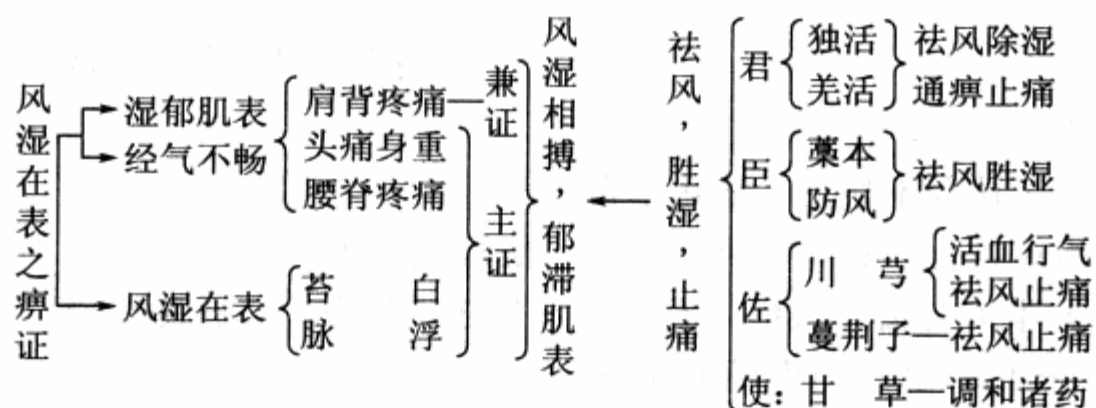 风湿在表之痹证
湿郁肌表
经气不畅
肩背疼痛—兼证
头痛身重
腰脊疼痛
风湿在表
苔 白
脉 浮
主证
风湿相搏，郁滞肌表
祛风，胜湿，止痛
君
独活
羌活
祛风除湿
通痹止痛
臣
藁本
防风
祛风胜湿
佐
川 芎
活血行气
祛风止痛
蔓荆子—祛风止痛
使：甘 草—调和诸药